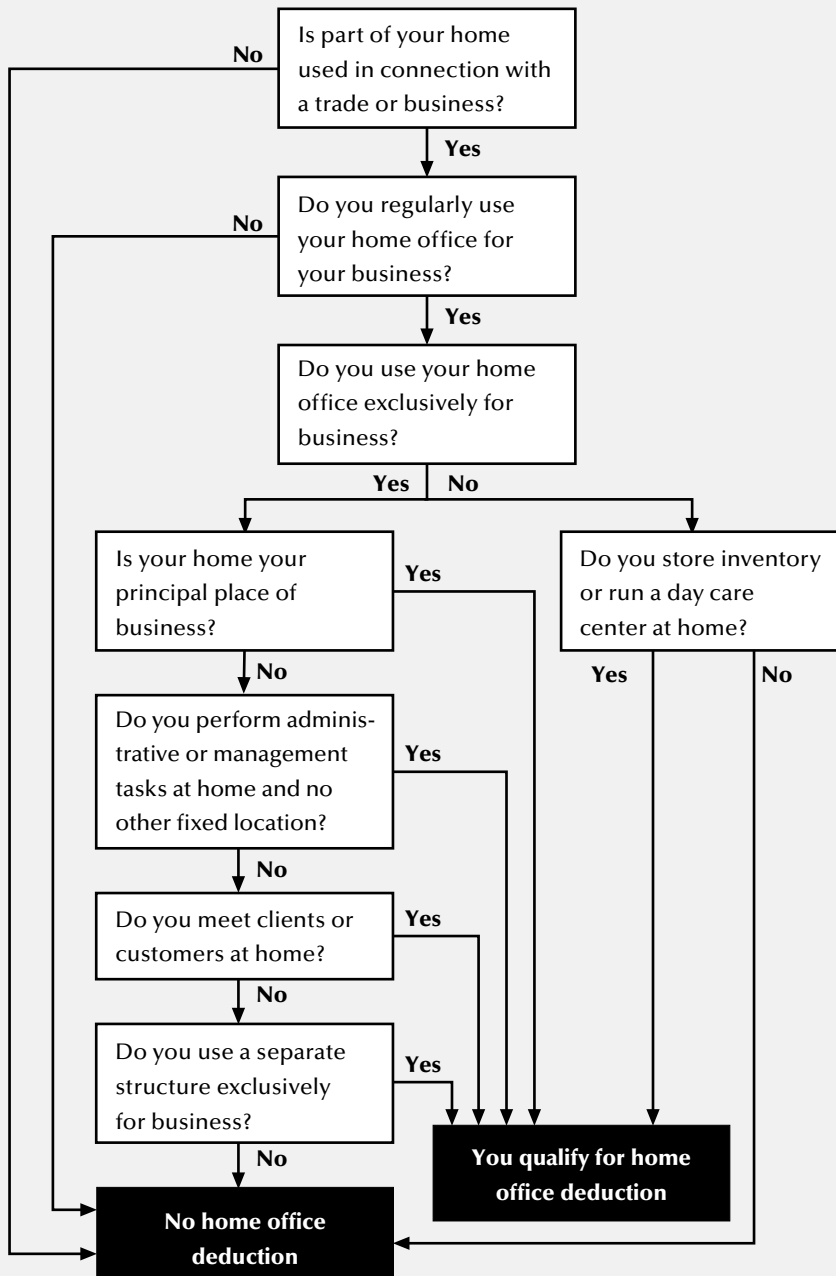 Is part of your home
used in connection with
a trade or business?
No
Yes
Do you regularly use
your home office for
your business?
No
Yes
Do you use your home
office exclusively for
business?
Yes
No
Is your home your
principal place of
business?
Yes
No
Do you store inventory
or run a day care
center at home?
Yes
No
Do you perform adminis-
trative or management
tasks at home and no
other fixed location?
Yes
No
Do you meet clients or
customers at home?
Yes
No
Do you use a separate
structure exclusively
for business?
Yes
No
You qualify for home
office deduction
No home office
deduction